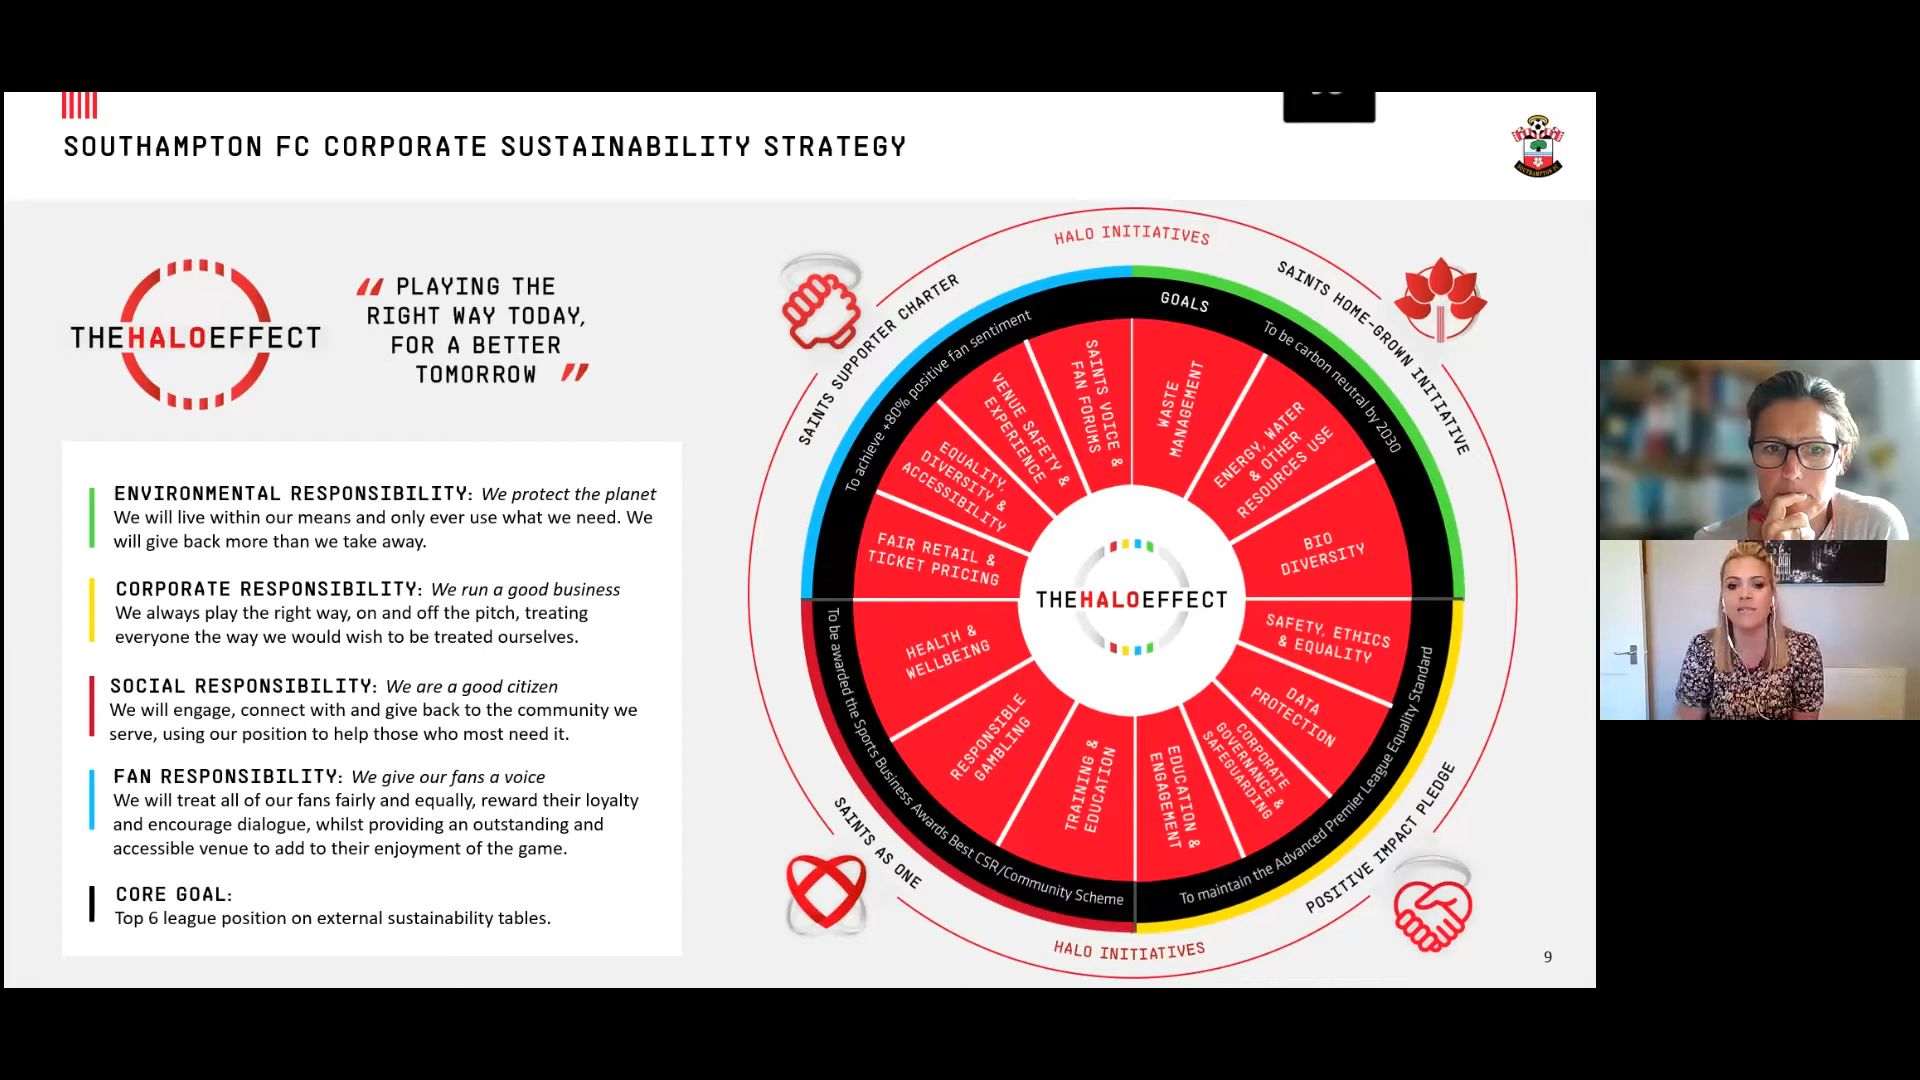 SOUTHAMPTON FC CORPORATE SUSTAINABILITY STRATEGY
THEHALOEFFECT
“ PLAYING THE
RIGHT WAY TODAY,
FOR A BETTER
TOMORROW ”
ENVIRONMENTAL RESPONSIBILITY: We protect the planet
We will live within our means and only ever use what we need. We
will give back more than we take away.
CORPORATE RESPONSIBILITY: We run a good business
We always play the right way, on and off the pitch, treating
everyone the way we would wish to be treated ourselves.
SOCIAL RESPONSIBILITY: We are a good citizen
We will engage, connect with and give back to the community we
serve, using our position to help those who most need it.
FAN RESPONSIBILITY: We give our fans a voice
We will treat all of our fans fairly and equally, reward their loyalty
and encourage dialogue, whilst providing an outstanding and
accessible venue to add to their enjoyment of the game.
CORE GOAL:
Top 6 league position on external sustainability tables.
HALO INITIATIVES
SAINTS SUPPORTER CHARTER
SAINTS HOME-GROWN INITIATIVE
GOALS
To achieve +80% positive fan sentiment
To be carbon neutral by 2030
SAINTS VOICE &
FAN FORUMS
WASTE
MANAGEMENT
VENUE SAFETY &
EXPERIENCE
ENERGY, WATER
& OTHER
RESOURCES USE
EQUALITY,
DIVERSITY &
ACCESSIBILITY
BIO
DIVERSITY
FAIR RETAIL &
TICKET PRICING
THEHALOEFFECT
SAFETY, ETHICS
& EQUALITY
HEALTH &
WELLBEING
DATA
PROTECTION
RESPONSIBLE
GAMBLING
CORPORATE
GOVERNANCE &
SAFEGUARDING
TRAINING &
EDUCATION
EDUCATION &
ENGAGEMENT
To be awarded the Sports Business Awards Best CSR/Community Scheme
To maintain the Advanced Premier League Equality Standard
SAINTS AS ONE
POSITIVE IMPACT PLEDGE
HALO INITIATIVES
9